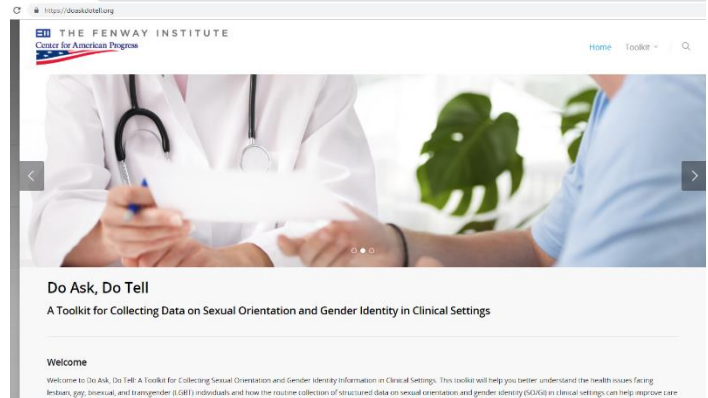 https://doaskdotell.org
THE FENWAY INSTITUTE
Center for American Progress
Home Toolkit
Do Ask, Do Tell
A Toolkit for Collecting Data on Sexual Orientation and Gender Identity in Clinical Settings
Welcome
Welcome to Do Ask, Do Tell: A Toolkit for Collecting Sexual Orientation and Gender Identity Information in Clinical Settings. This toolkit will help you better understand the health issues facing
lesbian, gay, bisexual, and transgender (LGBT) individuals and how the routine collection of structured data on sexual orientation and gender identity (SO/GI) in clinical settings can help improve care